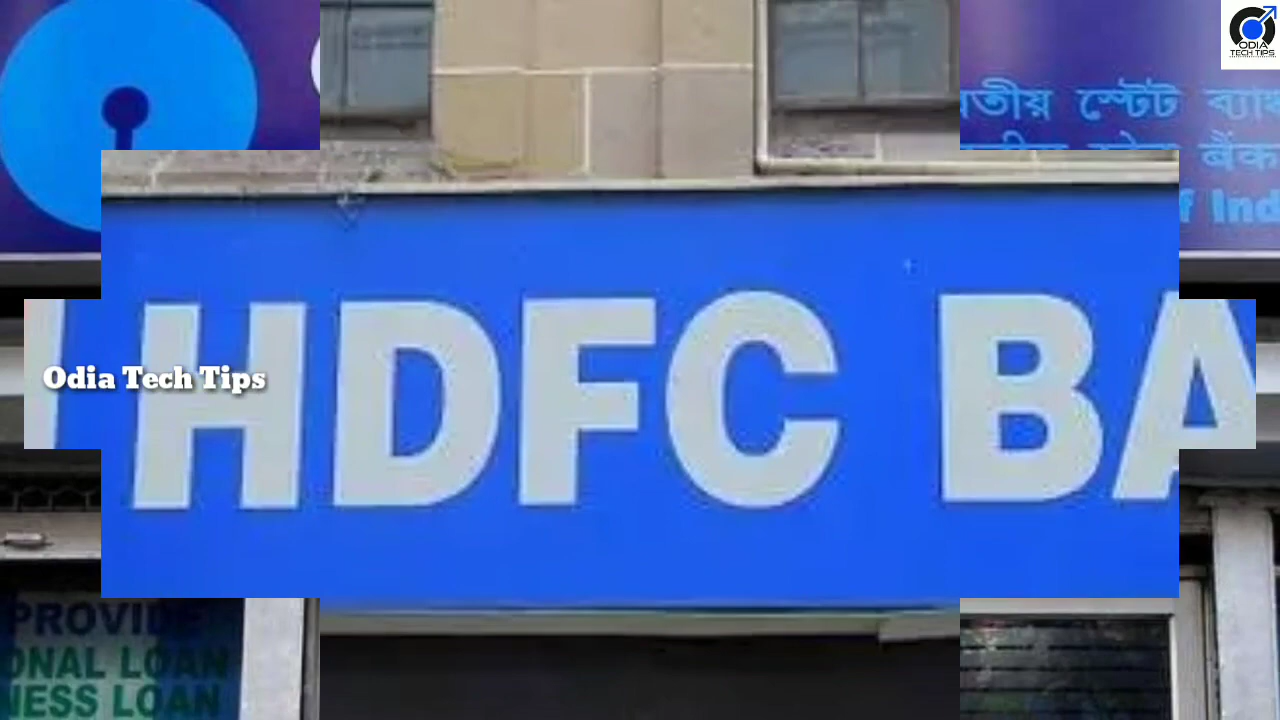 ODIA
TECH TIPS
স্টেট
बैंक
HDFC BA
Odia Tech Tips
PROVIDE
ONAL LOAN
NESS LOAN